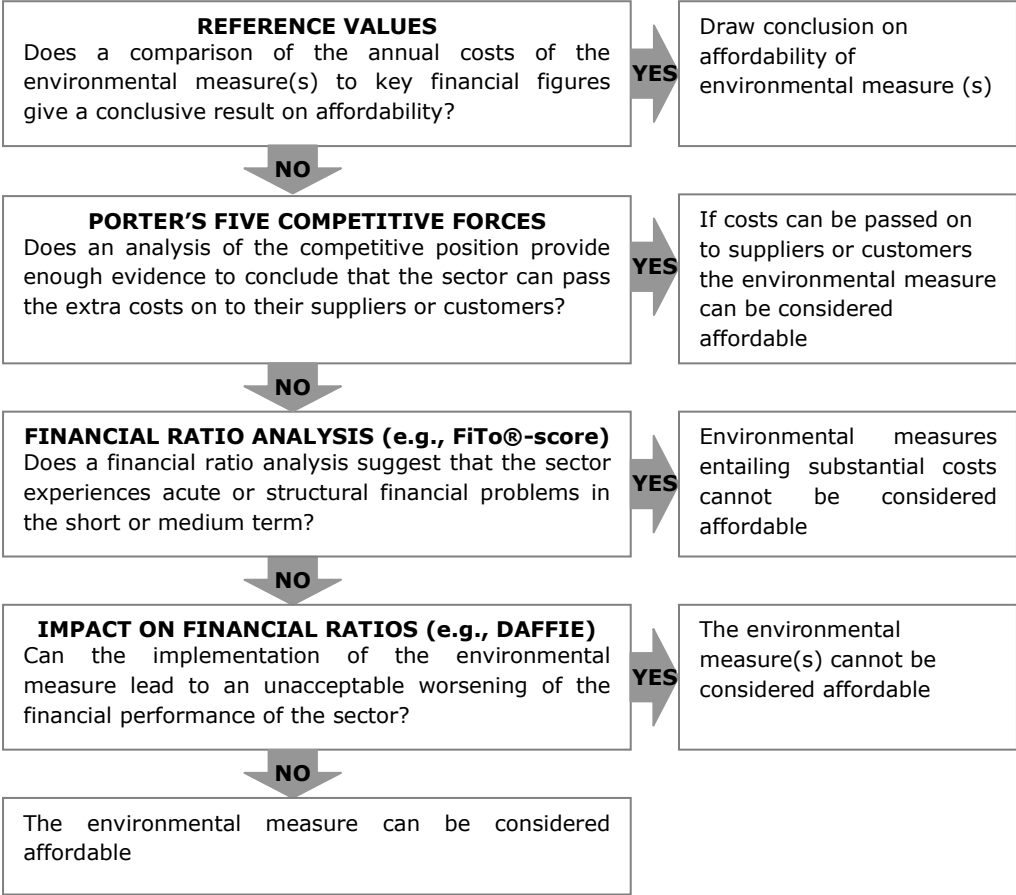 REFERENCE VALUES
Does a comparison of the annual costs of the
environmental measure(s) to key financial figures
give a conclusive result on affordability?
YES
Draw conclusion on
affordability of
environmental measure (s)
NO
PORTER'S FIVE COMPETITIVE FORCES
Does an analysis of the competitive position provide
enough evidence to conclude that the sector can pass
the extra costs on to their suppliers or customers?
YES
If costs can be passed on
to suppliers or customers
the environmental measure
can be considered
affordable
NO
FINANCIAL RATIO ANALYSIS (e.g., FiTo®-score)
Does a financial ratio analysis suggest that the sector
experiences acute or structural financial problems in
the short or medium term?
YES
Environmental measures
entailing substantial costs
cannot be considered
affordable
NO
IMPACT ON FINANCIAL RATIOS (e.g., DAFFIE)
Can the implementation of the environmental
measure lead to an unacceptable worsening of the
financial performance of the sector?
YES
The environmental
measure(s) cannot be
considered affordable
NO
The environmental measure can be considered
affordable